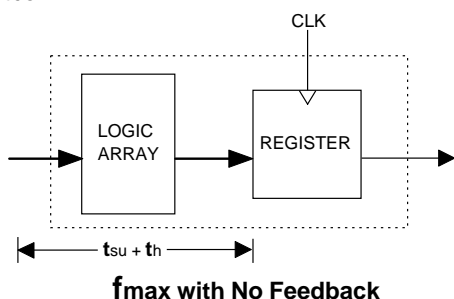 CLK
LOGIC
ARRAY
REGISTER
tsu + th
fmax with No Feedback